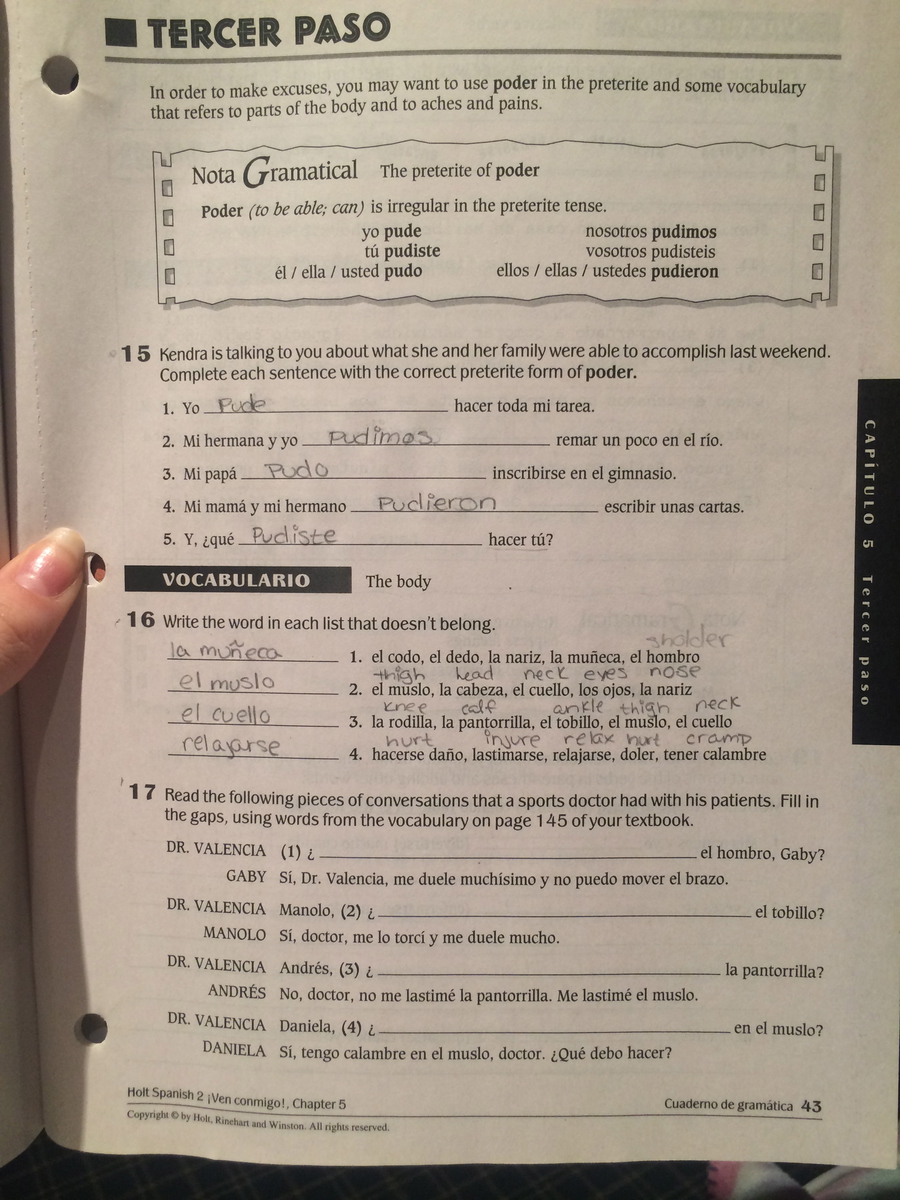 TERCER PASO
In order to make excuses, you may want to use poder in the preterite and some vocabulary
that refers to parts of the body and to aches and pains.
Nota Gramatical The preterite of poder
Poder (to be able; can) is irregular in the preterite tense.
yo pude nosotros pudimos
tú pudiste vosotros pudisteis
él / ella / usted pudo ellos / ellas / ustedes pudieron
15 Kendra is talking to you about what she and her family were able to accomplish last weekend.
Complete each sentence with the correct preterite form of poder.
1. Yo Pude hacer toda mi tarea.
2. Mi hermana y yo Pudimos remar un poco en el río.
3. Mi papá Pudo inscribirse en el gimnasio.
4. Mi mamá y mi hermano Pudieron escribir unas cartas.
5. Y, ¿qué Pudiste hacer tú?
CAPÍTULO 5 Tercer paso
VOCABULARIO The body
16 Write the word in each list that doesn't belong.
sholder
la muñeca 1. el codo, el dedo, la nariz, la muñeca, el hombro
thigh head neck eyes nose
el muslo 2. el muslo, la cabeza, el cuello, los ojos, la nariz
knee calf ankle thigh neck
el cuello 3. la rodilla, la pantorrilla, el tobillo, el muslo, el cuello
hurt injure relax hurt cramp
relajarse 4. hacerse daño, lastimarse, relajarse, doler, tener calambre
17 Read the following pieces of conversations that a sports doctor had with his patients. Fill in
the gaps, using words from the vocabulary on page 145 of your textbook.
DR. VALENCIA (1) ¿ el hombro, Gaby?
GABY Sí, Dr. Valencia, me duele muchísimo y no puedo mover el brazo.
DR. VALENCIA Manolo, (2) ¿ el tobillo?
MANOLO Sí, doctor, me lo torcí y me duele mucho.
DR. VALENCIA Andrés, (3) ¿ la pantorrilla?
ANDRÉS No, doctor, no me lastimé la pantorrilla. Me lastimé el muslo.
DR. VALENCIA Daniela, (4) ¿ en el muslo?
DANIELA Sí, tengo calambre en el muslo, doctor. ¿Qué debo hacer?
Holt Spanish 2 ¡Ven conmigo!, Chapter 5 Cuaderno de gramática 43
Copyright © by Holt, Rinehart and Winston. All rights reserved.